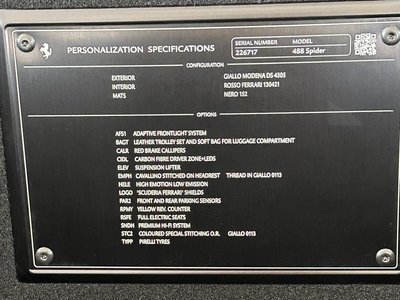 PERSONALIZATION SPECIFICATIONS
SERIAL NUMBER MODEL
226717 488 Spider
CONFIGURATION
EXTERIOR GIALLO MODENA DS 4305
INTERIOR ROSSO FERRARI 130421
MATS NERO 152
OPTIONS
AFS1 ADAPTIVE FRONTLIGHT SYSTEM
BAGT LEATHER TROLLEY SET AND SOFT BAG FOR LUGGAGE COMPARTMENT
CALR RED BRAKE CALLIPERS
CIDL CARBON FIBRE DRIVER ZONE+LEDS
ELEV SUSPENSION LIFTER
EMPH CAVALLINO STITCHED ON HEADREST THREAD IN GIALLO 0113
HELE HIGH EMOTION LOW EMISSION
LOGO "SCUDERIA FERRARI" SHIELDS
PAR2 FRONT AND REAR PARKING SENSORS
RPMY YELLOW REV. COUNTER
RSFE FULL ELECTRIC SEATS
SNDH PREMIUM HI-FI SYSTEM
STC2 COLOURED SPECIAL STITCHING O.R. GIALLO 0113
TYPP PIRELLI TYRES